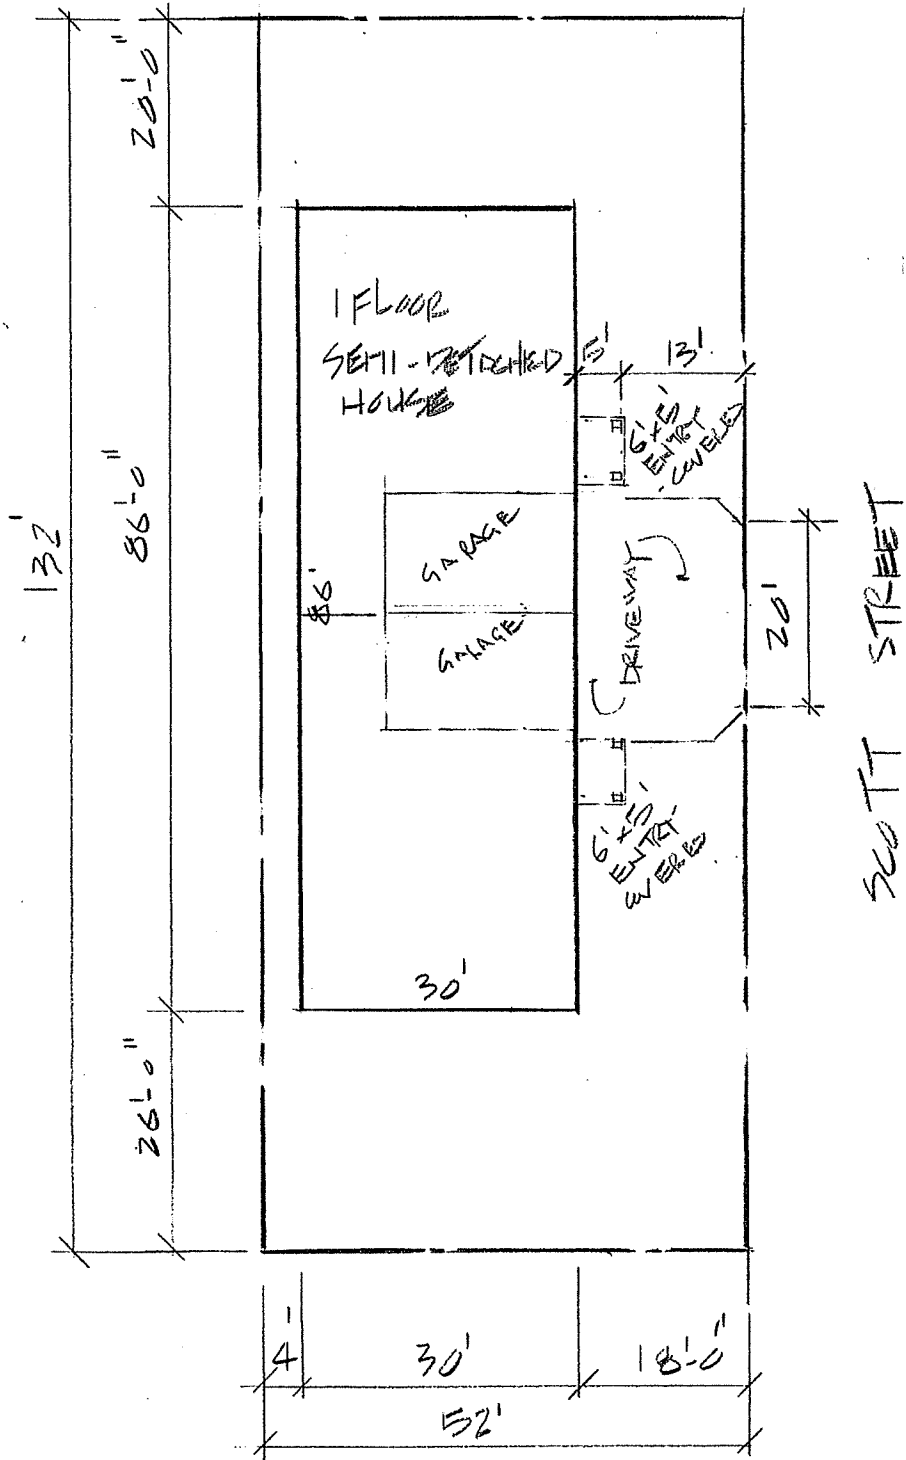 20'-0"
132'
86'-0"
26'-0"
1 FLOOR
SEMI-DETACHED
HOUSE
5'
13'
6'x5'
ENTRY
COVERED
GARAGE
GARAGE
86'
DRIVEWAY
20'
SCOTT STREET
6'x5'
ENTRY
COVERED
30'
4'
30'
18'-0"
52'